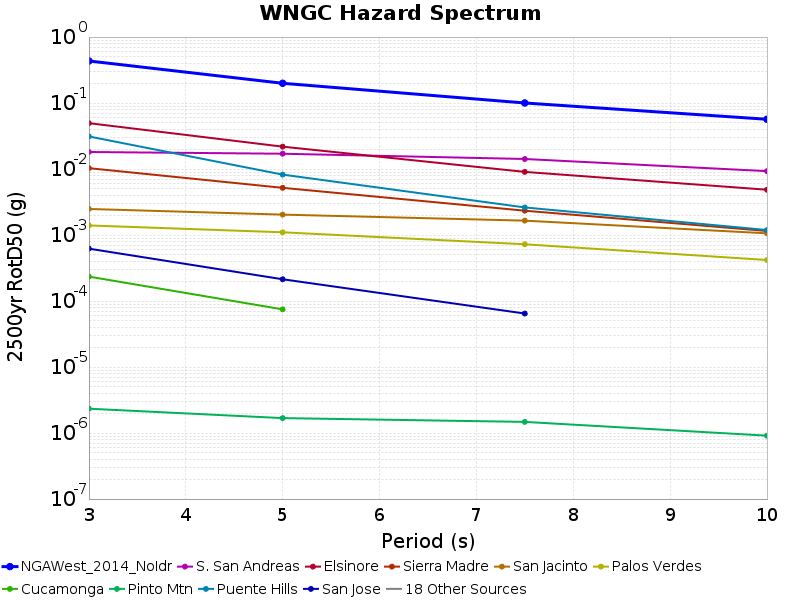 WNGC Hazard Spectrum
10^0
10^-1
10^-2
10^-3
10^-4
10^-5
10^-6
10^-7
2500yr RotD50 (g)
3 4 5 6 7 8 9 10
Period (s)
NGAWest_2014_NoIdr S. San Andreas Elsinore Sierra Madre San Jacinto Palos Verdes
Cucamonga Pinto Mtn Puente Hills San Jose 18 Other Sources